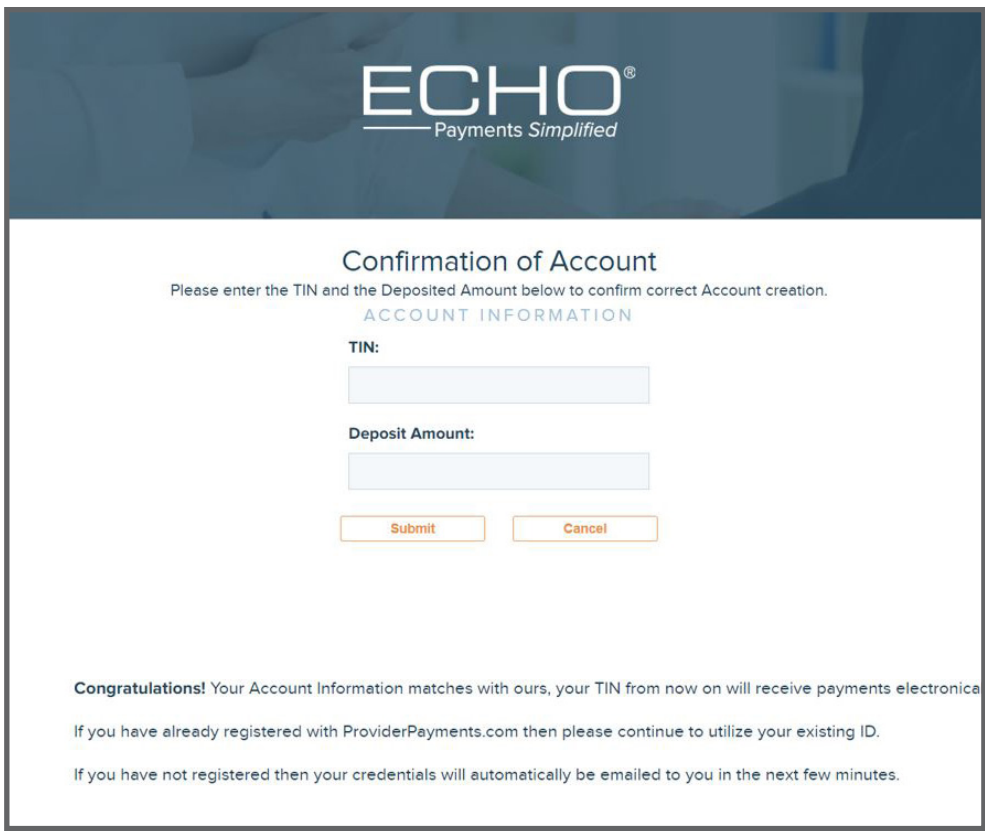 ECHO®
Payments Simplified
Confirmation of Account
Please enter the TIN and the Deposited Amount below to confirm correct Account creation.
ACCOUNT INFORMATION
TIN:
Deposit Amount:
Submit Cancel
Congratulations! Your Account Information matches with ours, your TIN from now on will receive payments electronica
If you have already registered with ProviderPayments.com then please continue to utilize your existing ID.
If you have not registered then your credentials will automatically be emailed to you in the next few minutes.